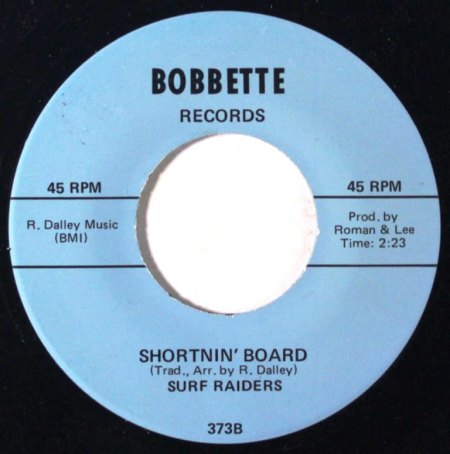 BOBBETTE
RECORDS
45 RPM
45 RPM
R. Dalley Music
(BMI)
Prod. by
Roman & Lee
Time: 2:23
SHORTNIN' BOARD
(Trad., Arr. by R. Dalley)
SURF RAIDERS
373B